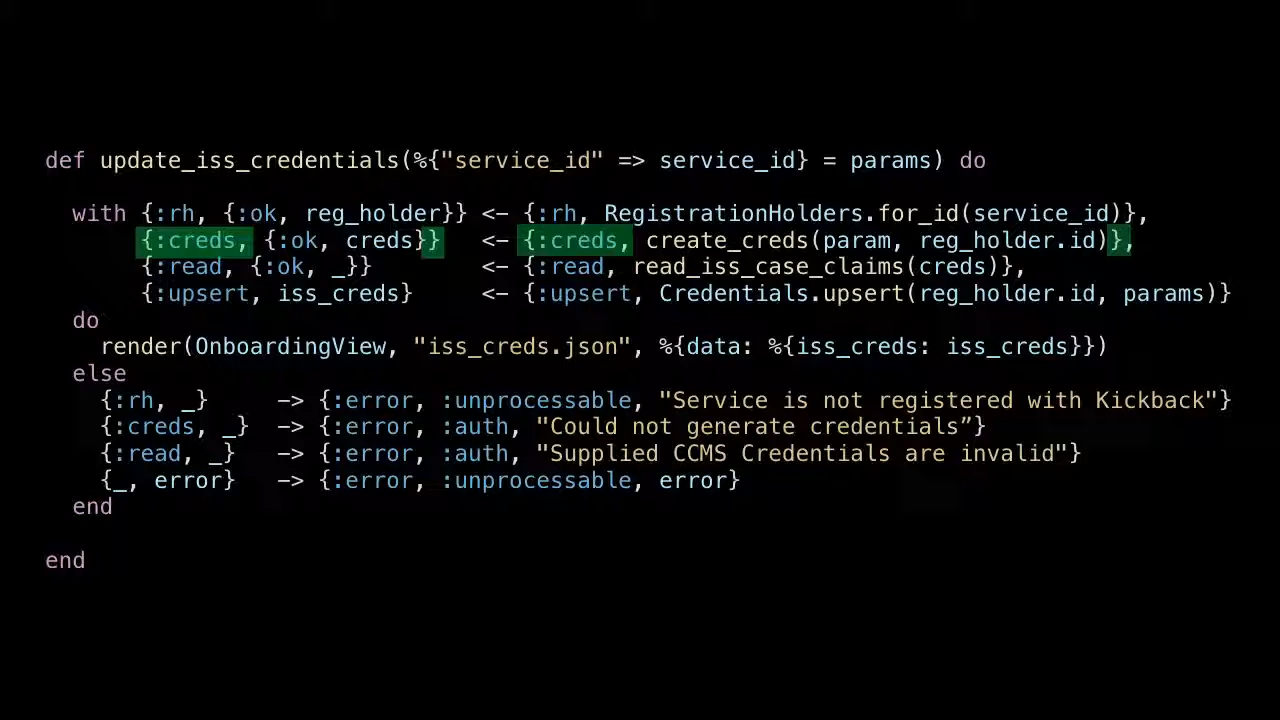 def update_iss_credentials(%{"service_id" => service_id} = params) do
with {:rh, {:ok, reg_holder}} <- {:rh, RegistrationHolders.for_id(service_id)},
{:creds, {:ok, creds}} <- {:creds, create_creds(param, reg_holder.id)},
{:read, {:ok, _}} <- {:read, read_iss_case_claims(creds)},
{:upsert, iss_creds} <- {:upsert, Credentials.upsert(reg_holder.id, params)}
do
render(OnboardingView, "iss_creds.json", %{data: %{iss_creds: iss_creds}})
else
{:rh, _} -> {:error, :unprocessable, "Service is not registered with Kickback"}
{:creds, _} -> {:error, :auth, "Could not generate credentials”}
{:read, _} -> {:error, :auth, "Supplied CCMS Credentials are invalid"}
{_, error} -> {:error, :unprocessable, error}
end
end